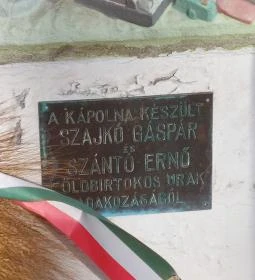 A KÁPOLNA KÉSZÜLT
SZAJKÓ GÁSPÁR
ÉS
SZÁNTÓ ERNŐ
FÖLDBIRTOKOS URAK
ADAKOZÁSÁBÓL